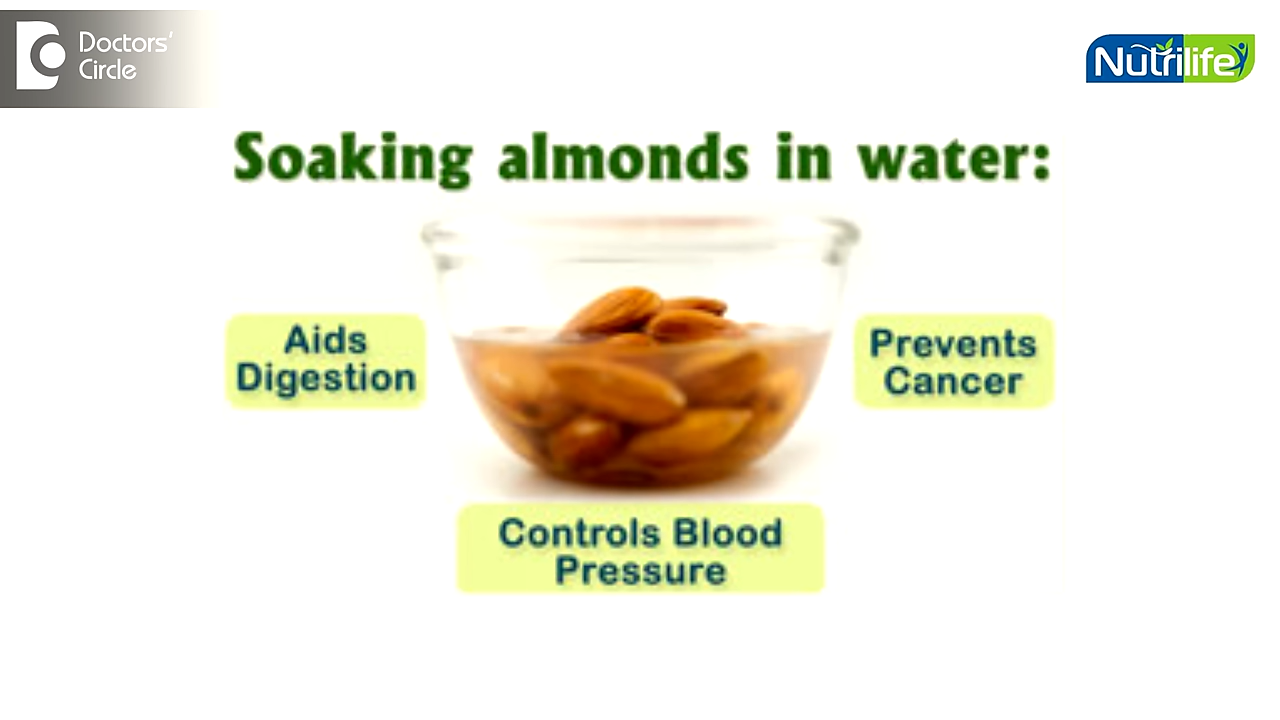 Doctors'
Circle
Nutrilife
Soaking almonds in water:
Aids
Digestion
Prevents
Cancer
Controls Blood
Pressure